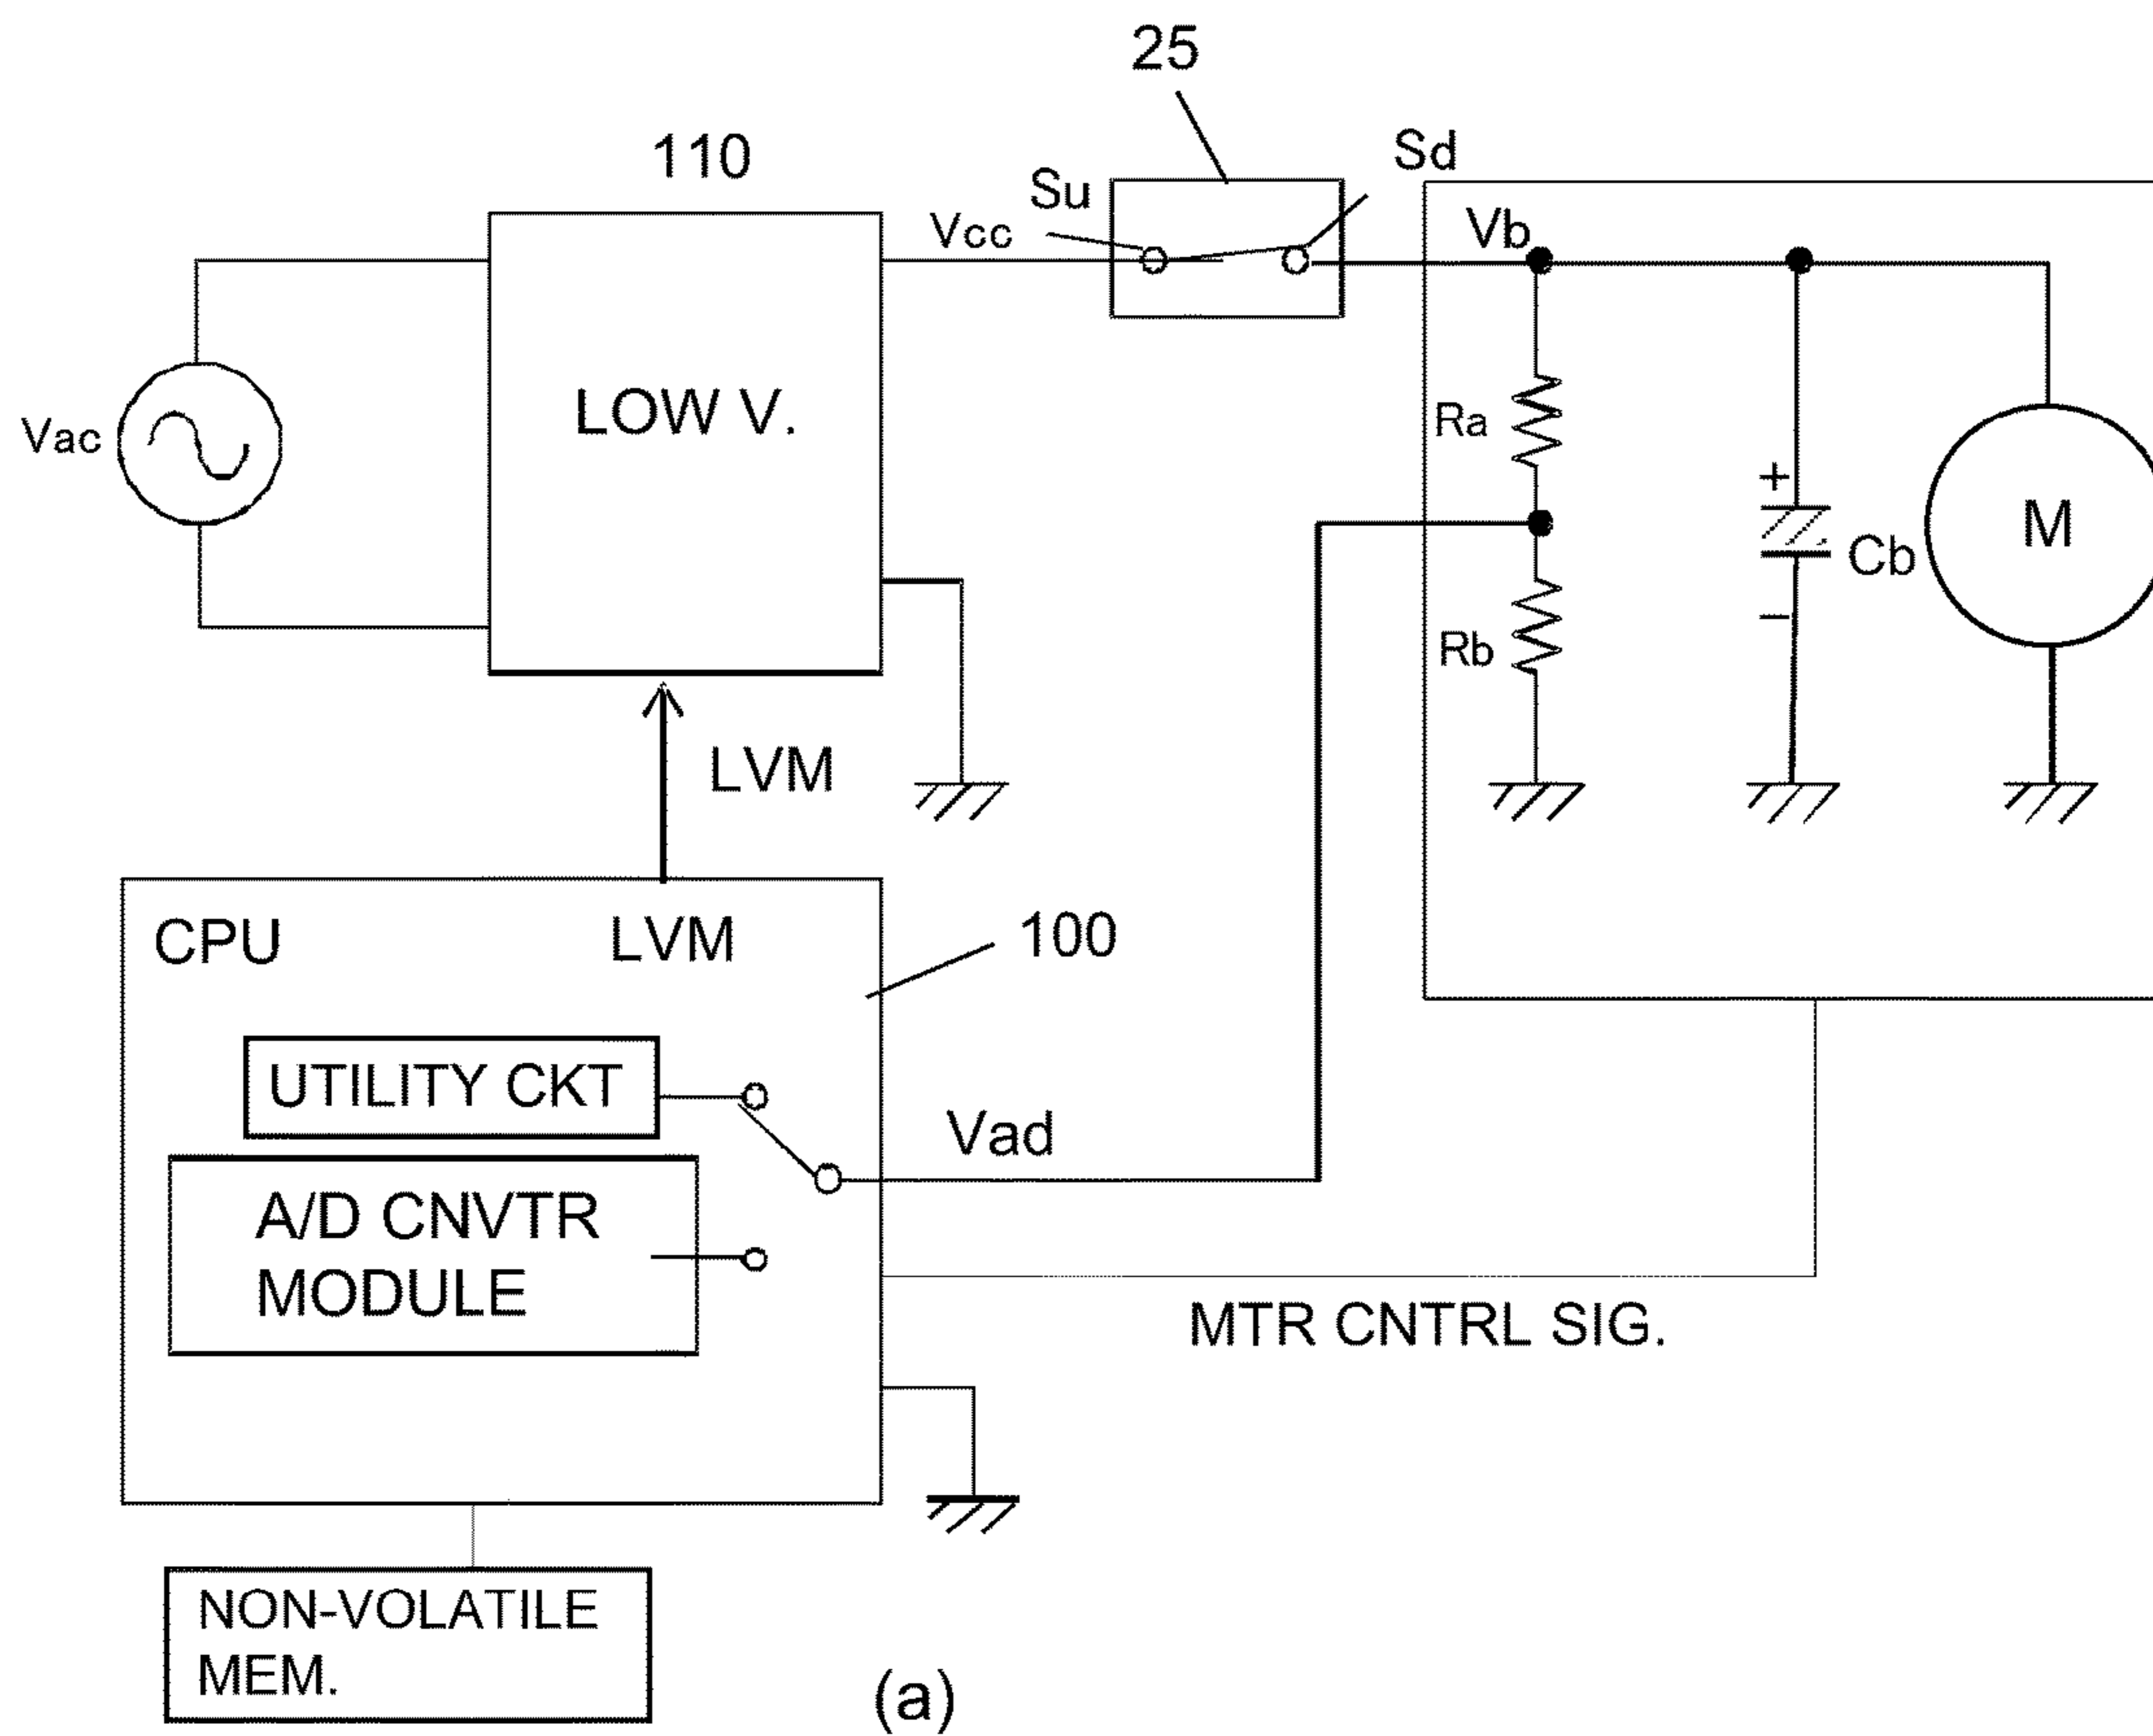 25
110
Su
Sd
Vcc
Vb
LOW V.
Vac
Ra
+
M
Cb
Rb
−
LVM
CPU
LVM
100
UTILITY CKT
Vad
A/D CNVTR
MODULE
MTR CNTRL SIG.
NON-VOLATILE
MEM.
(a)